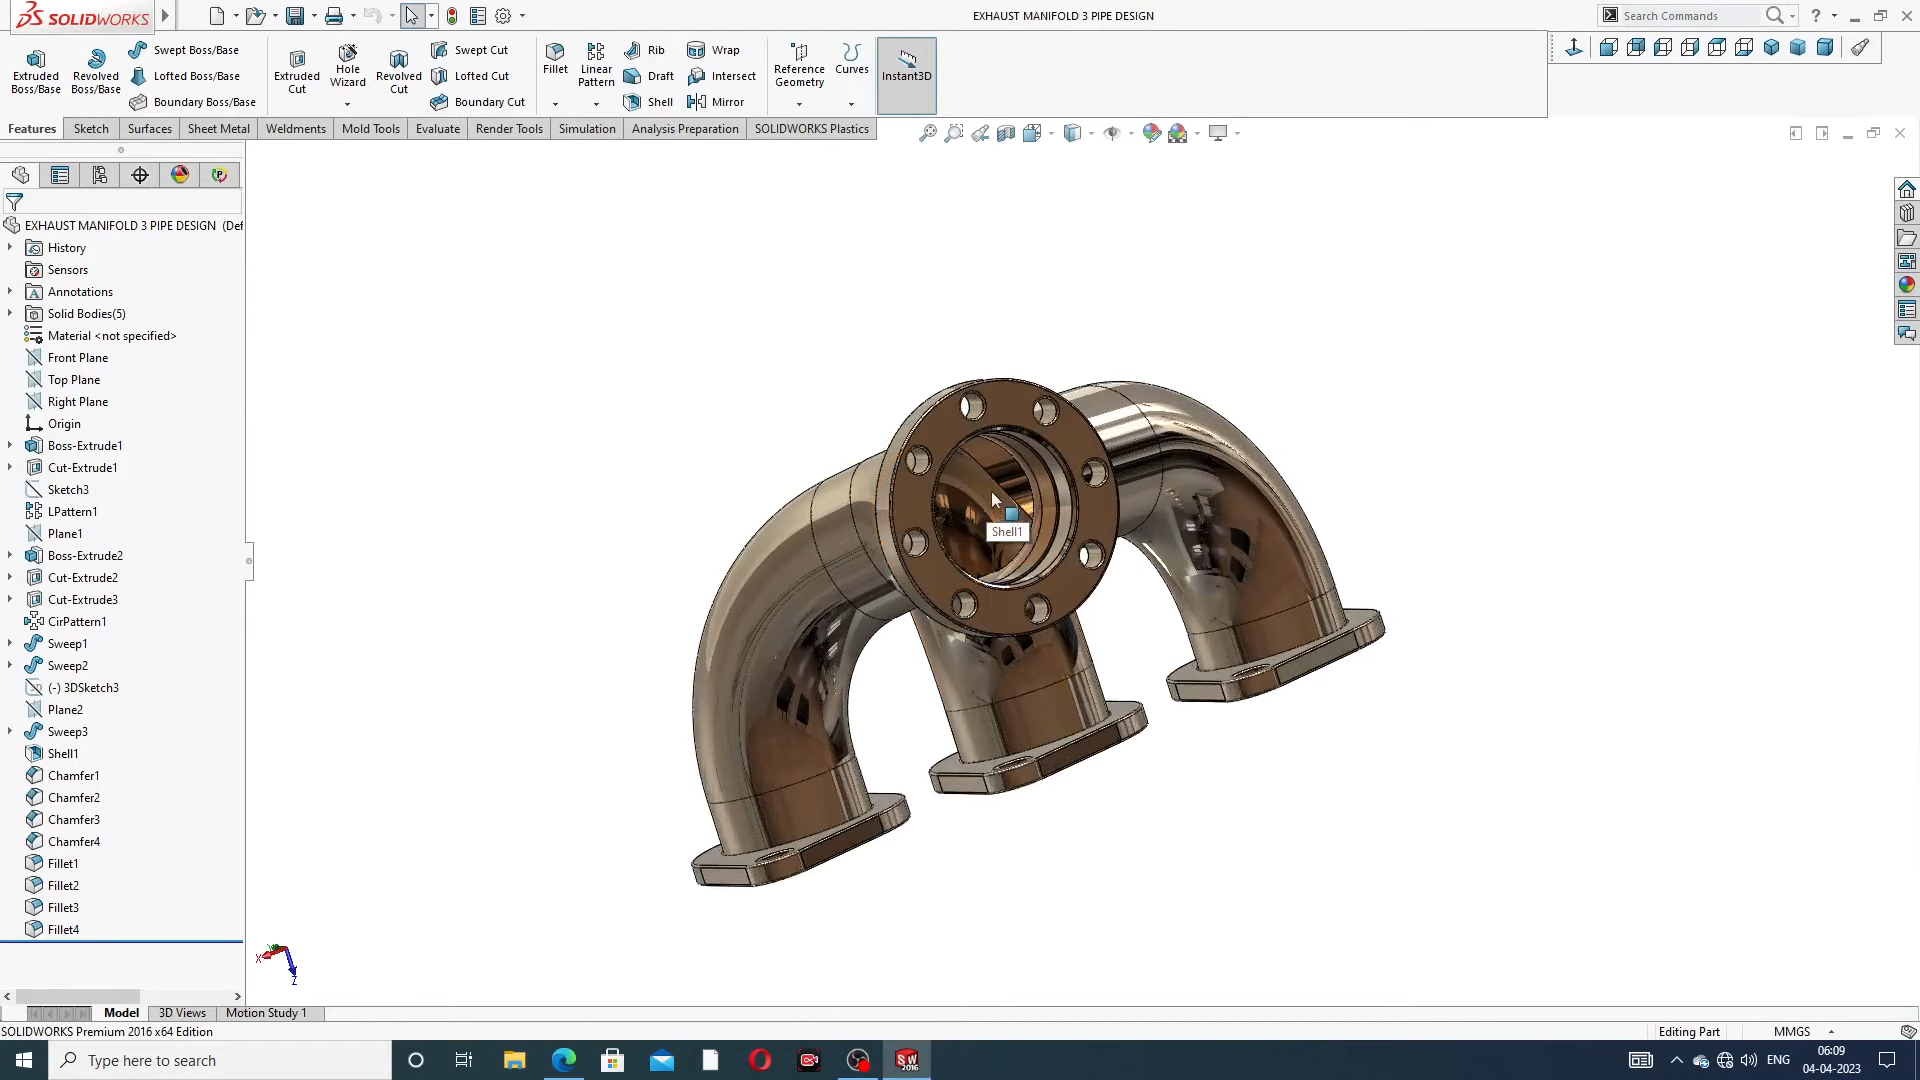 SOLIDWORKS
EXHAUST MANIFOLD 3 PIPE DESIGN
Search Commands
Extruded Boss/Base
Revolved Boss/Base
Swept Boss/Base
Lofted Boss/Base
Boundary Boss/Base
Extruded Cut
Hole Wizard
Revolved Cut
Swept Cut
Lofted Cut
Boundary Cut
Fillet
Linear Pattern
Rib
Draft
Shell
Wrap
Intersect
Mirror
Reference Geometry
Curves
Instant3D
Features
Sketch
Surfaces
Sheet Metal
Weldments
Mold Tools
Evaluate
Render Tools
Simulation
Analysis Preparation
SOLIDWORKS Plastics
EXHAUST MANIFOLD 3 PIPE DESIGN (Def
History
Sensors
Annotations
Solid Bodies(5)
Material <not specified>
Front Plane
Top Plane
Right Plane
Origin
Boss-Extrude1
Cut-Extrude1
Sketch3
LPattern1
Plane1
Boss-Extrude2
Cut-Extrude2
Cut-Extrude3
CirPattern1
Sweep1
Sweep2
(-) 3DSketch3
Plane2
Sweep3
Shell1
Chamfer1
Chamfer2
Chamfer3
Chamfer4
Fillet1
Fillet2
Fillet3
Fillet4
Shell1
X
Z
Model
3D Views
Motion Study 1
SOLIDWORKS Premium 2016 x64 Edition
Editing Part
MMGS
Type here to search
SW
2016
ENG
06:09
04-04-2023